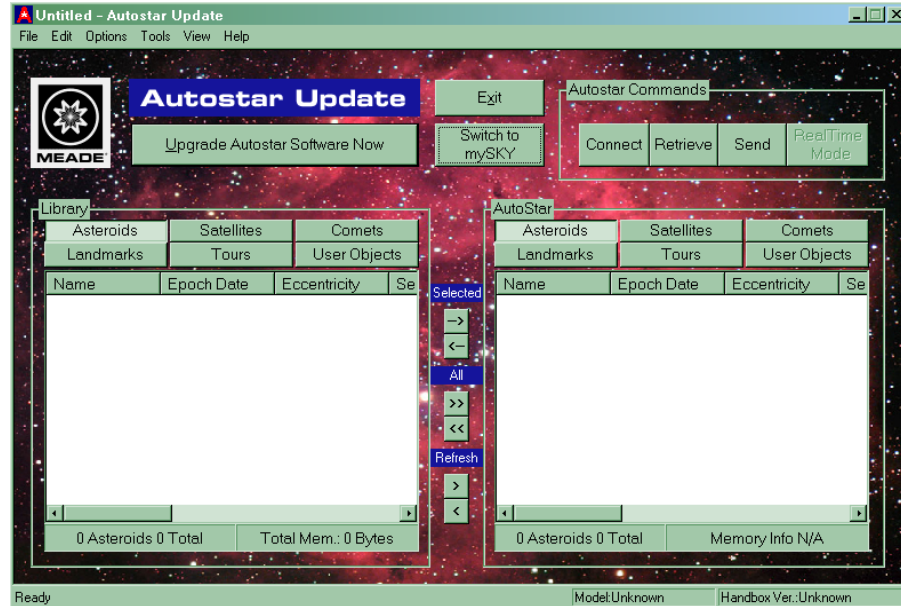 Untitled - Autostar Update
File Edit Options Tools View Help
MEADE
Autostar Update
Upgrade Autostar Software Now
Exit
Switch to
mySKY
Autostar Commands
Connect Retrieve Send RealTime
Mode
Library
Asteroids Satellites Comets
Landmarks Tours User Objects
Name Epoch Date Eccentricity Se
0 Asteroids 0 Total Total Mem.: 0 Bytes
Selected
->
<-
All
>>
<<
Refresh
>
<
AutoStar
Asteroids Satellites Comets
Landmarks Tours User Objects
Name Epoch Date Eccentricity Se
0 Asteroids 0 Total Memory Info N/A
Ready Model:Unknown Handbox Ver.:Unknown